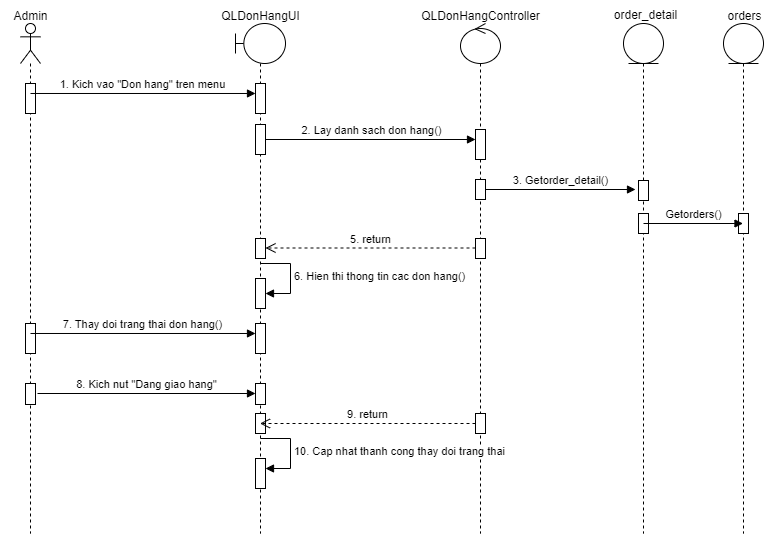 Admin
QLDonHangUI
QLDonHangController
order_detail
orders
1. Kich vao "Don hang" tren menu
2. Lay danh sach don hang()
3. Getorder_detail()
Getorders()
5. return
6. Hien thi thong tin cac don hang()
7. Thay doi trang thai don hang()
8. Kich nut "Dang giao hang"
9. return
10. Cap nhat thanh cong thay doi trang thai